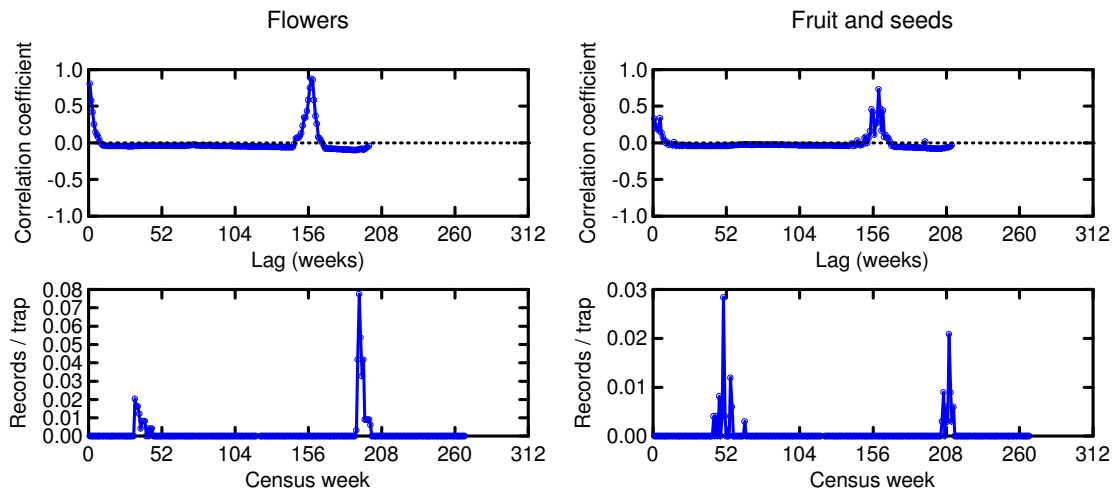 Flowers
Fruit and seeds
Correlation coefficient
1.0
0.5
0.0
-0.5
-1.0
0 52 104 156 208 260 312
Lag (weeks)
Correlation coefficient
1.0
0.5
0.0
-0.5
-1.0
0 52 104 156 208 260 312
Lag (weeks)
Records / trap
0.08
0.07
0.06
0.05
0.04
0.03
0.02
0.01
0.00
0 52 104 156 208 260 312
Census week
Records / trap
0.03
0.02
0.01
0.00
0 52 104 156 208 260 312
Census week